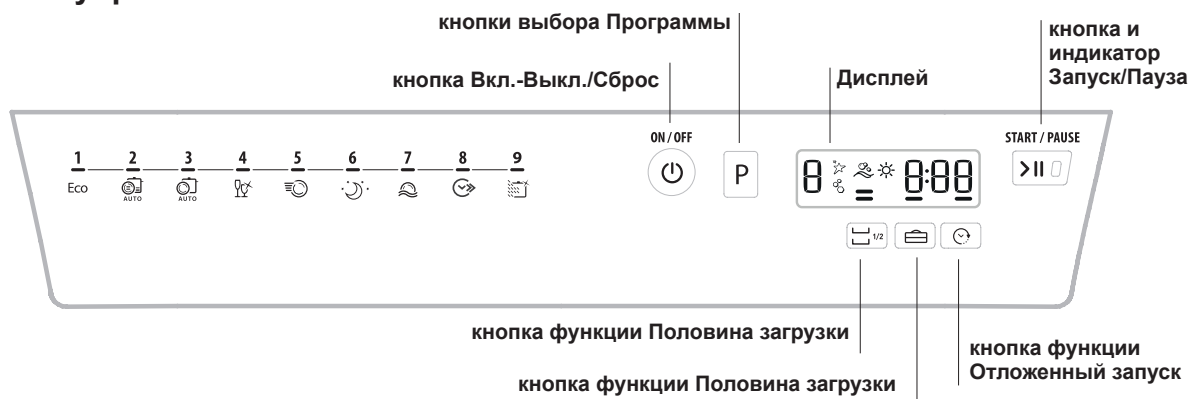 кнопки выбора Программы
кнопка и
индикатор
Запуск/Пауза
кнопка Вкл.-Выкл./Сброс
Дисплей
ON/OFF
START / PAUSE
1 2 3 4 5 6 7 8 9
Eco
AUTO AUTO
P
8 8:88
1/2
кнопка функции Половина загрузки
кнопка функции
Отложенный запуск
кнопка функции Половина загрузки